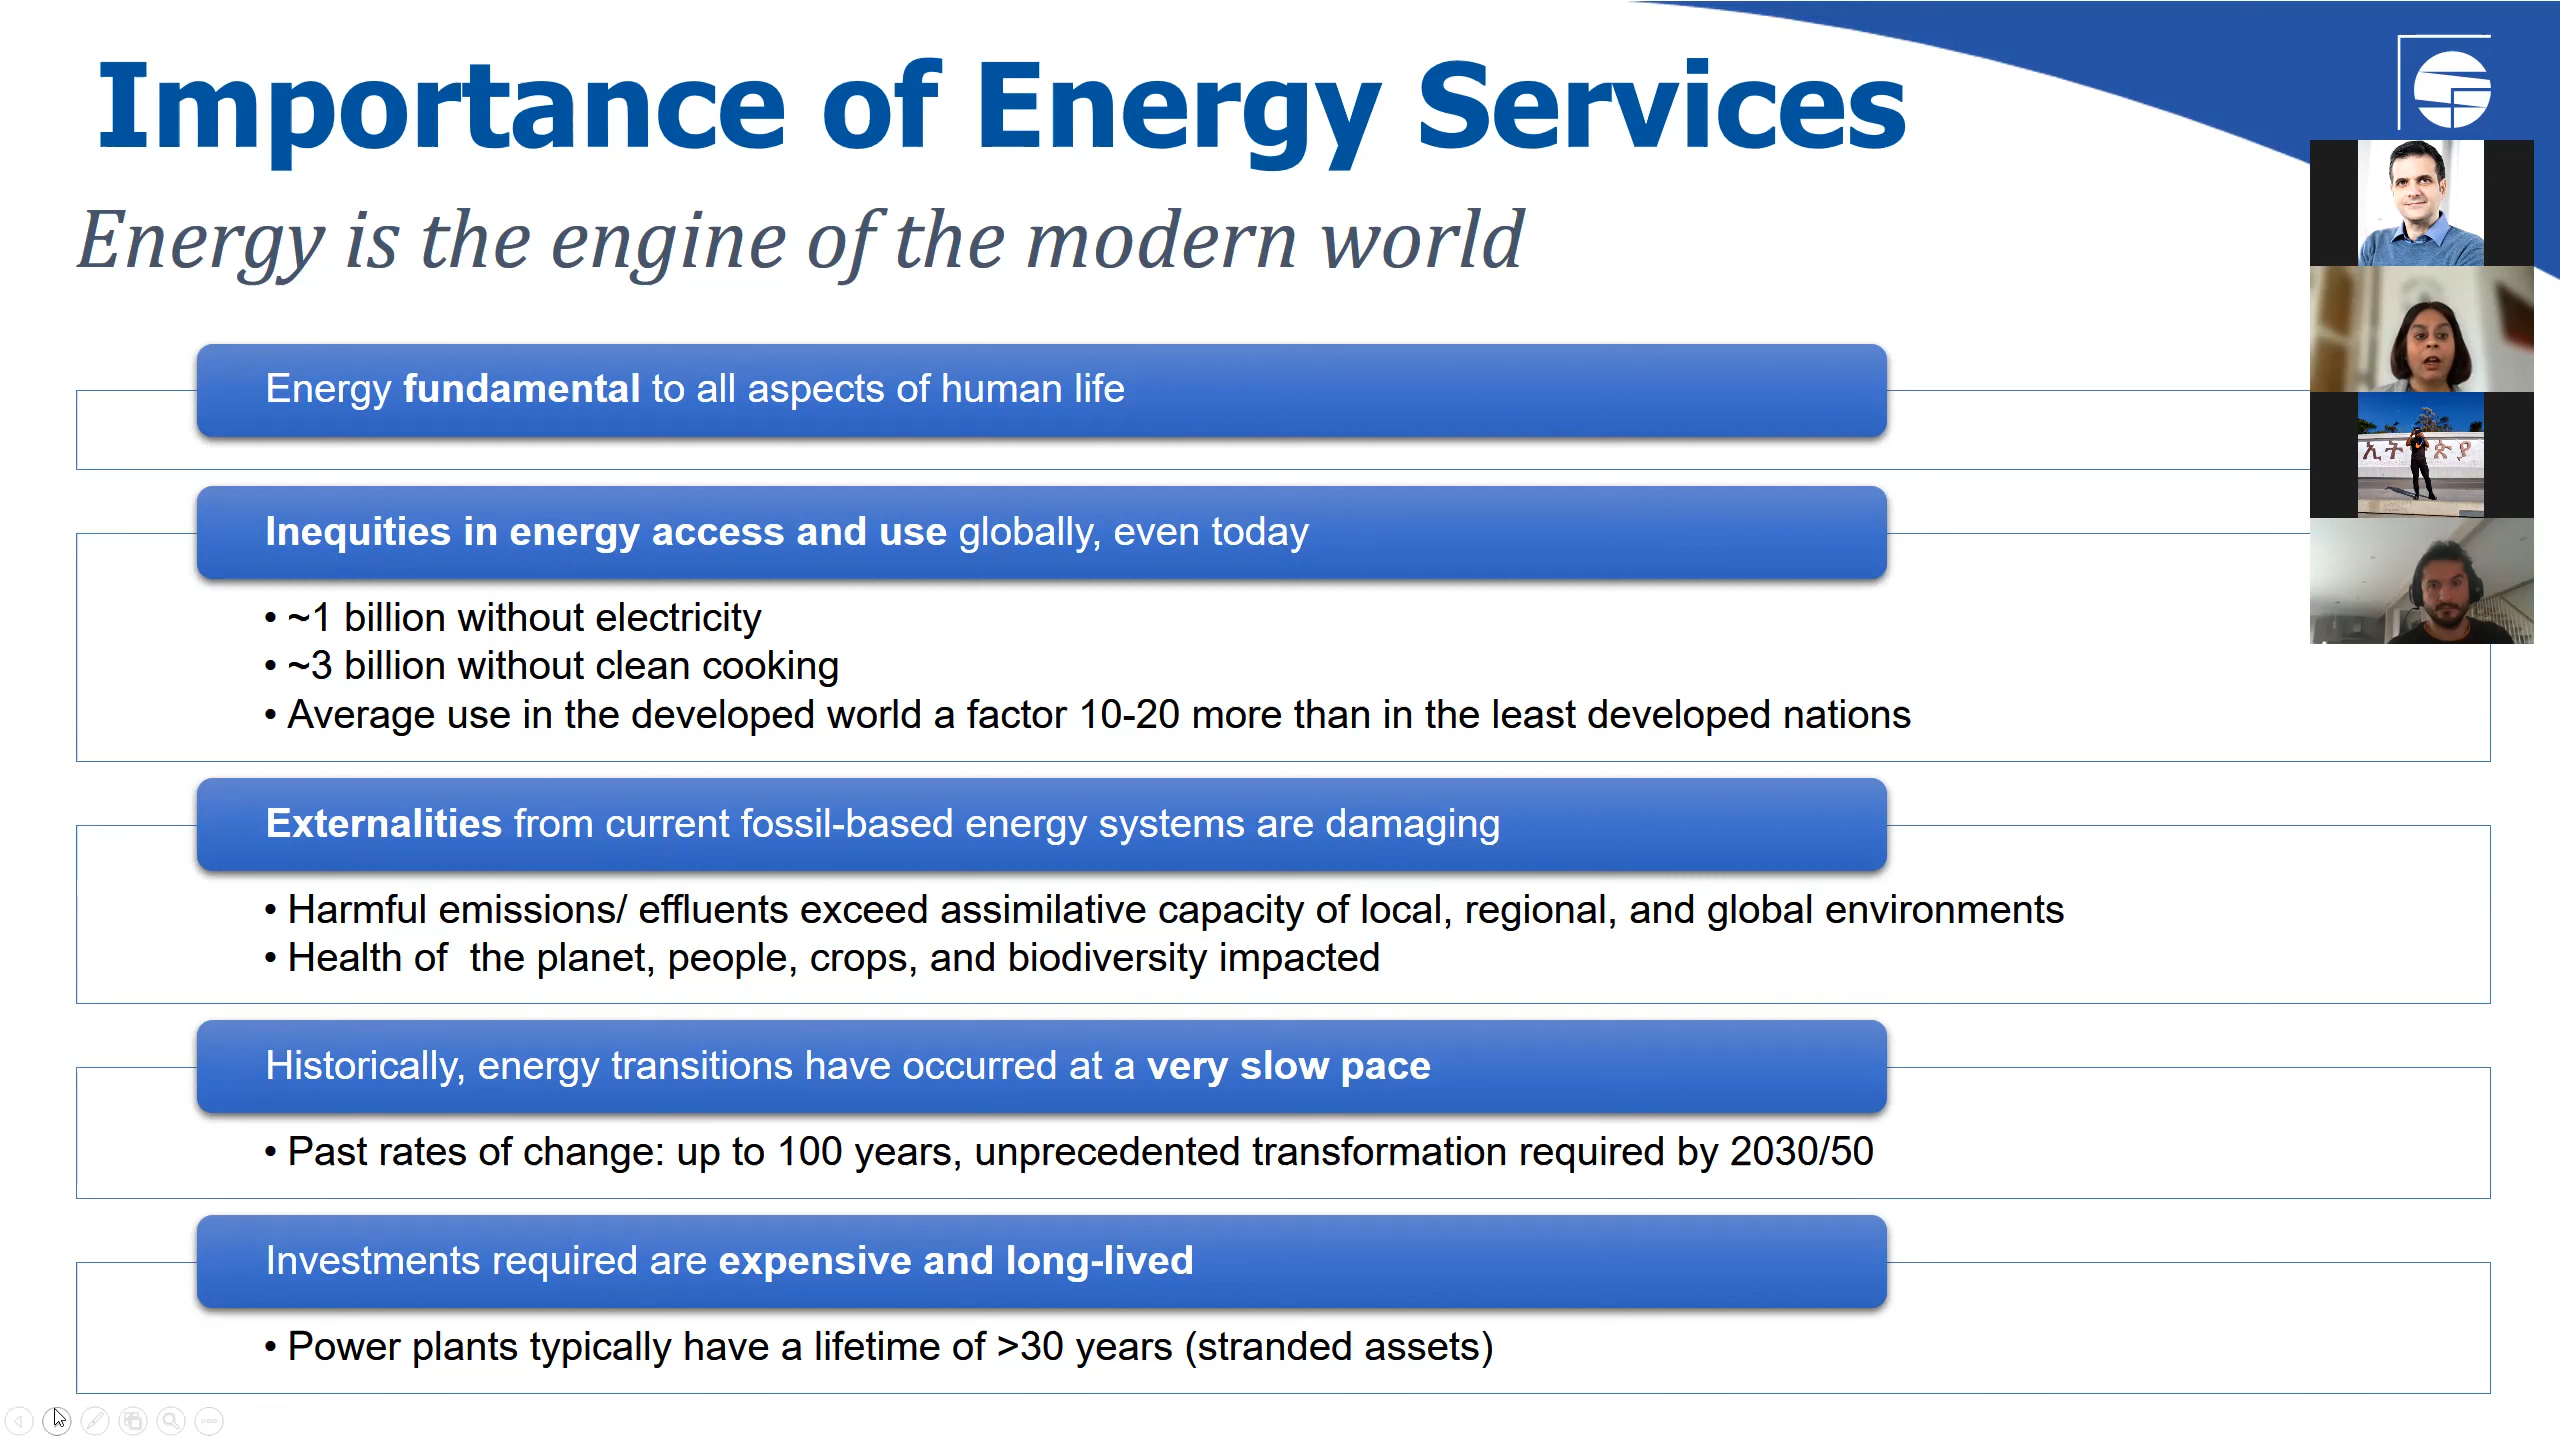 Importance of Energy Services
Energy is the engine of the modern world
Energy fundamental to all aspects of human life
Inequities in energy access and use globally, even today
• ~1 billion without electricity
• ~3 billion without clean cooking
• Average use in the developed world a factor 10-20 more than in the least developed nations
Externalities from current fossil-based energy systems are damaging
• Harmful emissions/ effluents exceed assimilative capacity of local, regional, and global environments
• Health of  the planet, people, crops, and biodiversity impacted
Historically, energy transitions have occurred at a very slow pace
• Past rates of change: up to 100 years, unprecedented transformation required by 2030/50
Investments required are expensive and long-lived
• Power plants typically have a lifetime of >30 years (stranded assets)